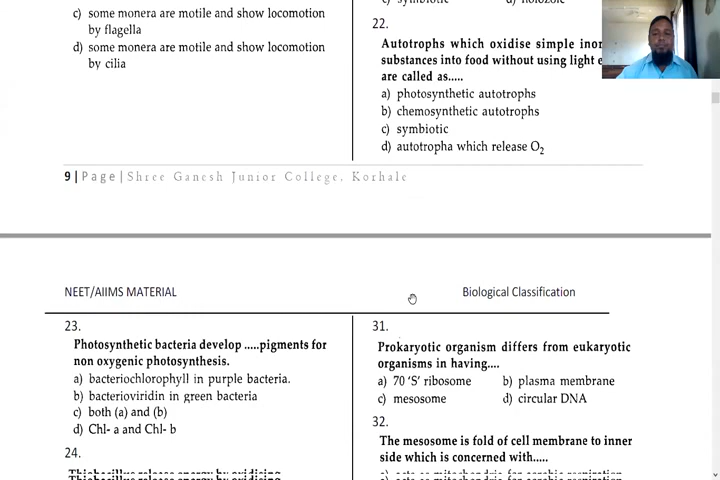 c) some monera are motile and show locomotion
by flagella
d) some monera are motile and show locomotion
by cilia
22.
Autotrophs which oxidise simple
substances into food without using light
are called as.....
a) photosynthetic autotrophs
b) chemosynthetic autotrophs
c) symbiotic
d) autotropha which release O2
9 | Page | Shree Ganesh Junior College, Korhale
NEET/AIIMS MATERIAL
Biological Classification
23.
Photosynthetic bacteria develop .....pigments for
non oxygenic photosynthesis.
a) bacteriochlorophyll in purple bacteria.
b) bacterioviridin in green bacteria
c) both (a) and (b)
d) Chl- a and Chl- b
24.
31.
Prokaryotic organism differs from eukaryotic
organisms in having....
a) 70 'S' ribosome b) plasma membrane
c) mesosome d) circular DNA
32.
The mesosome is fold of cell membrane to inner
side which is concerned with.....